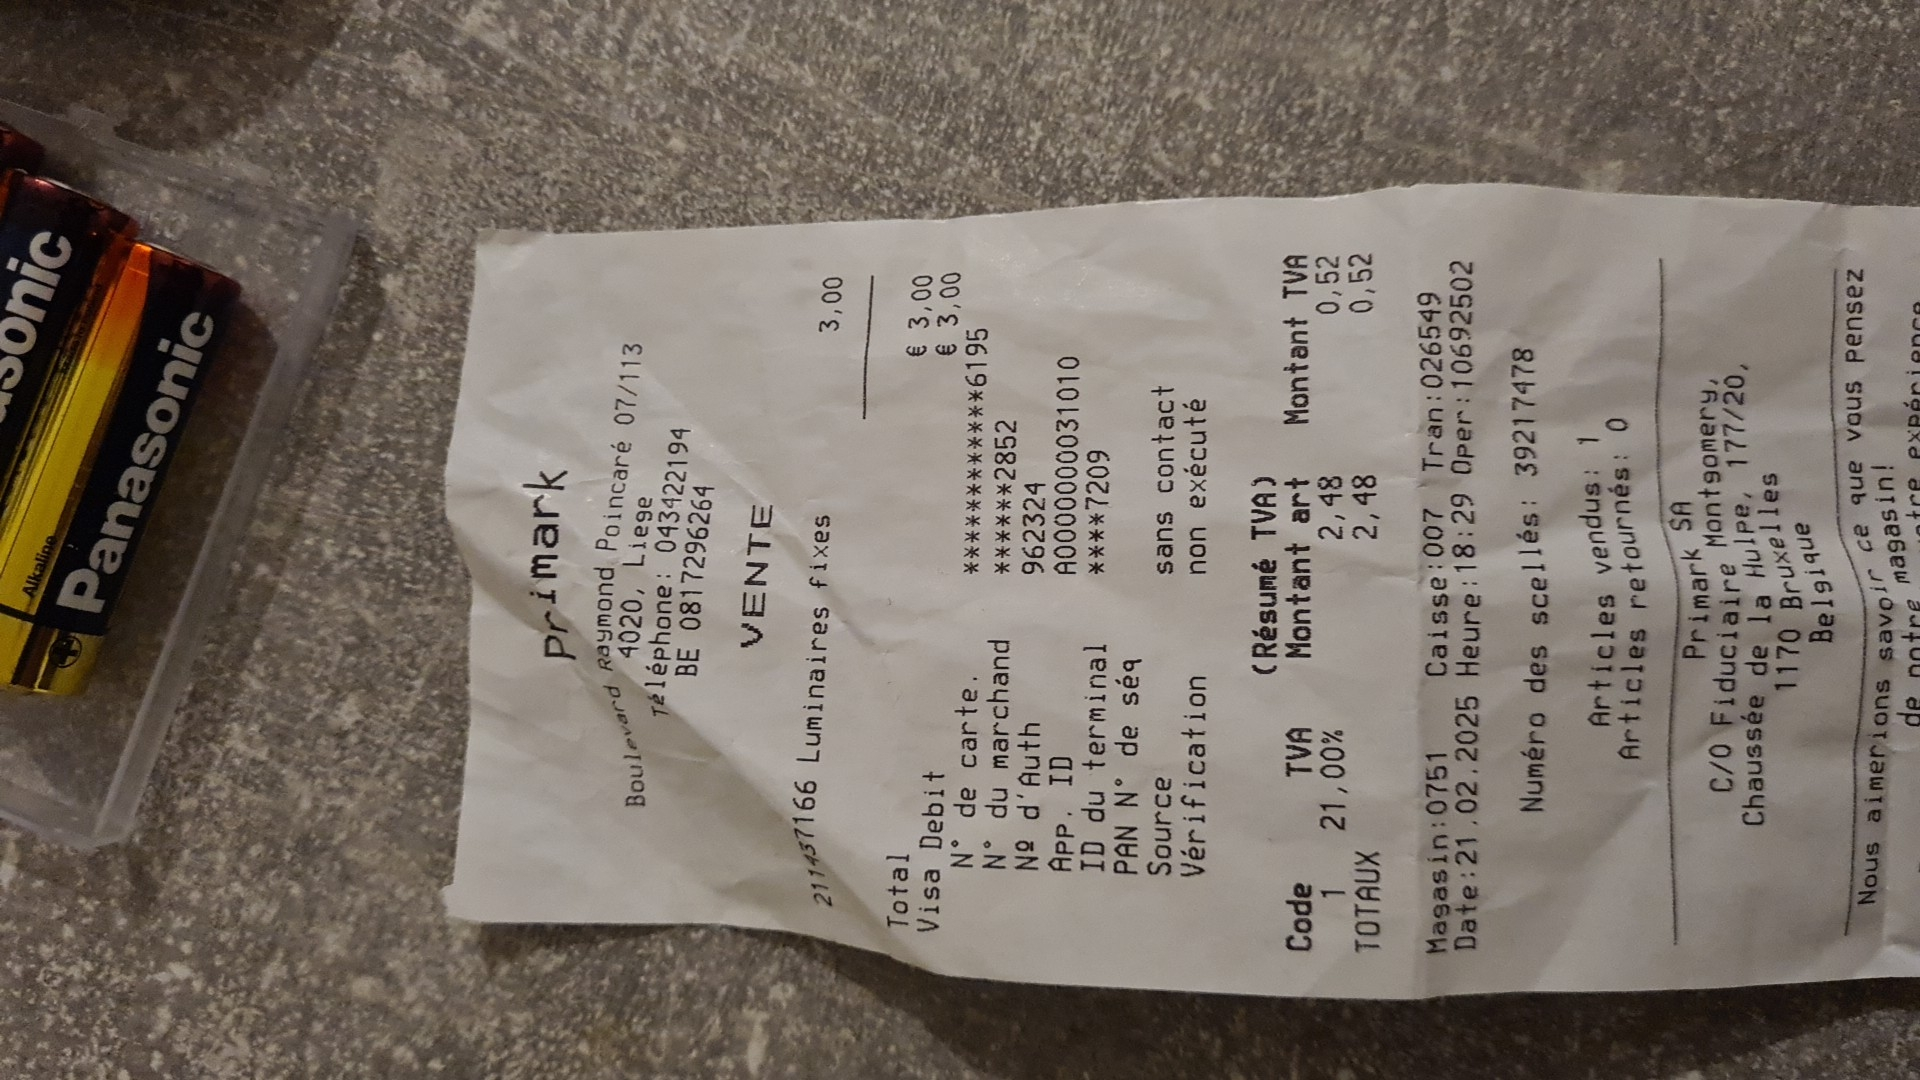 Panasonic
Alkaline
Panasonic
Primark
Boulevard Raymond Poincaré 07/113
4020, Liege
Téléphone: 043422194
BE 0817296264
VENTE
211437166 Luminaires fixes 3,00
Total € 3,00
Visa Debit € 3,00
N° de carte. ************6195
N° du marchand ******2852
Nº d'Auth 962324
APP. ID A0000000031010
ID du terminal ****7209
PAN N° de séq
Source sans contact
Vérification non exécuté
(Résumé TVA)
Code TVA Montant art Montant TVA
1 21,00% 2,48 0,52
TOTAUX 2,48 0,52
Magasin:0751 Caisse:007 Tran:026549
Date:21.02.2025 Heure:18:29 Oper:10692502
Numéro des scellés: 39217478
Articles vendus: 1
Articles retournés: 0
Primark SA
C/O Fiduciaire Montgomery,
Chaussée de la Hulpe, 177/20,
1170 Bruxelles
Belgique
Nous aimerions savoir ce que vous pensez
de notre magasin!